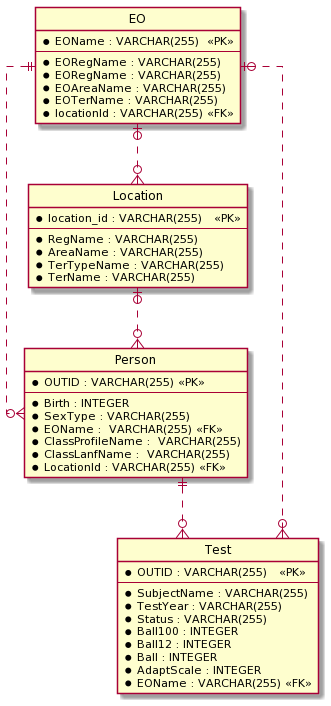 EO
EOName : VARCHAR(255) «PK»
EORegName : VARCHAR(255)
EORegName : VARCHAR(255)
EOAreaName : VARCHAR(255)
EOTerName : VARCHAR(255)
locationId : VARCHAR(255) «FK»
Location
location_id : VARCHAR(255) «PK»
RegName : VARCHAR(255)
AreaName : VARCHAR(255)
TerTypeName : VARCHAR(255)
TerName : VARCHAR(255)
Person
OUTID : VARCHAR(255) «PK»
Birth : INTEGER
SexType : VARCHAR(255)
EOName : VARCHAR(255) «FK»
ClassProfileName : VARCHAR(255)
ClassLanfName : VARCHAR(255)
LocationId : VARCHAR(255) «FK»
Test
OUTID : VARCHAR(255) «PK»
SubjectName : VARCHAR(255)
TestYear : VARCHAR(255)
Status : VARCHAR(255)
Ball100 : INTEGER
Ball12 : INTEGER
Ball : INTEGER
AdaptScale : INTEGER
EOName : VARCHAR(255) «FK»